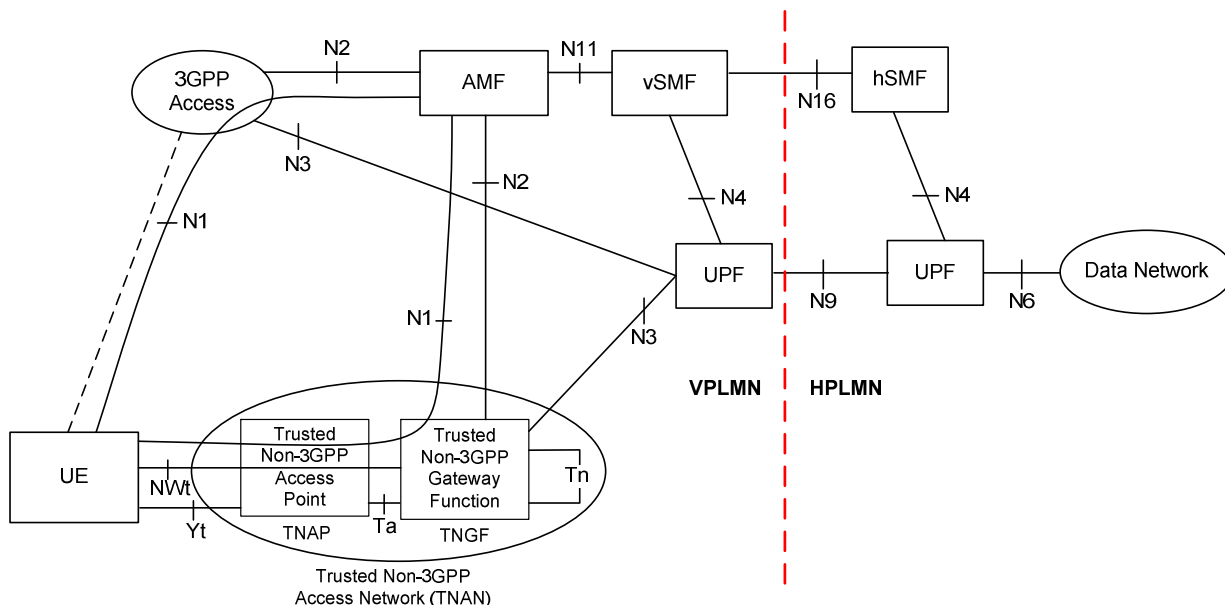 N2
N11
3GPP
Access
AMF
vSMF
hSMF
N16
N3
N2
N1
N4
N4
UPF
UPF
Data Network
N9
N6
N1
N3
VPLMN
HPLMN
UE
Trusted
Non-3GPP
Access
Point
Trusted
Non-3GPP
Gateway
Function
Tn
NWt
Yt
Ta
TNAP
TNGF
Trusted Non-3GPP
Access Network (TNAN)